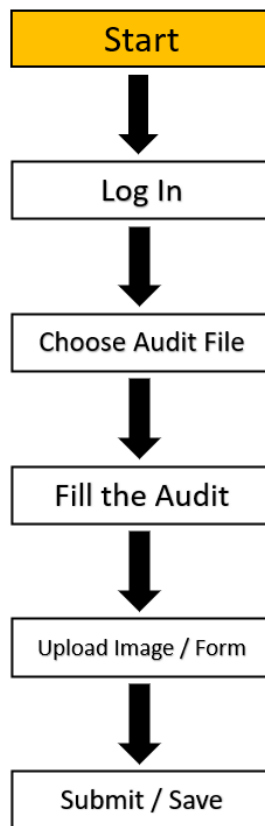 Start
Log In
Choose Audit File
Fill the Audit
Upload Image / Form
Submit / Save